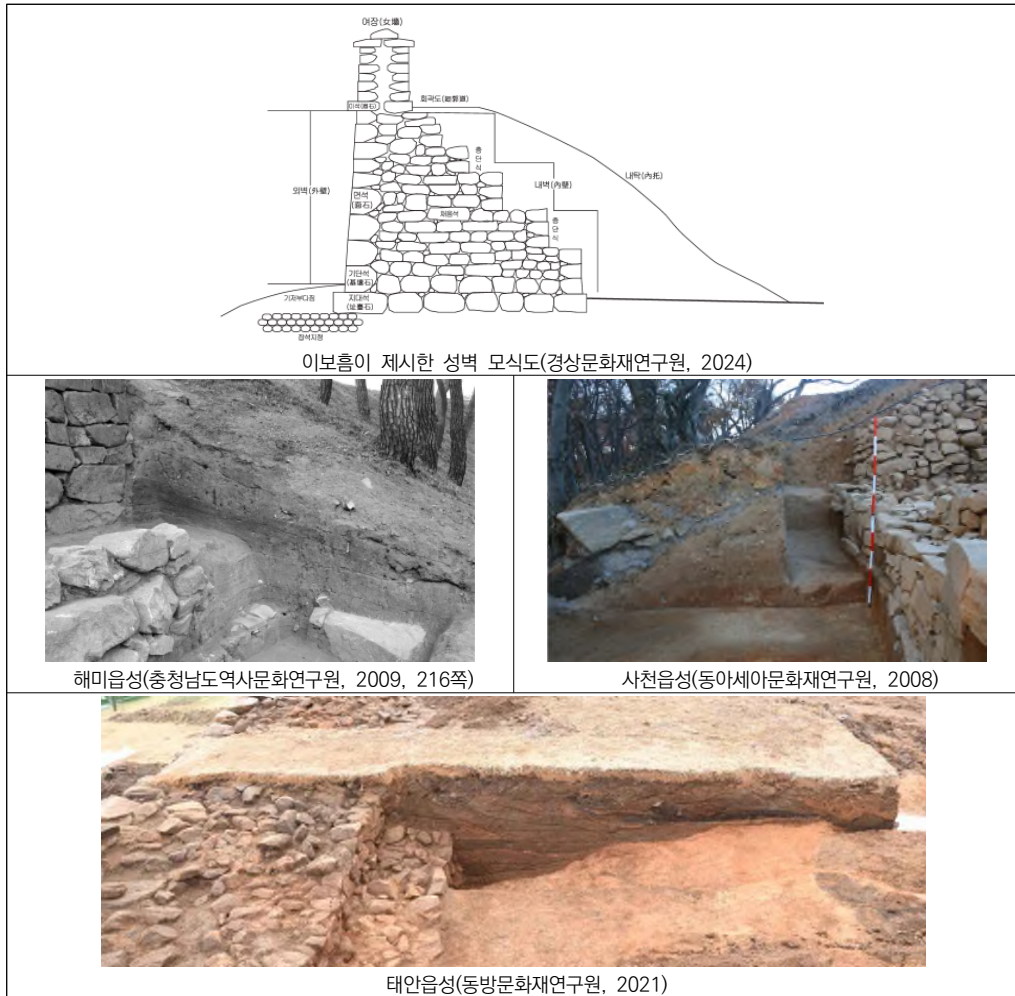 여장(女墻)
미석(眉石)
회곽도(繪郭道)
층단식
외벽(外壁)
내벽(內壁)
내탁(內托)
면석
(面石)
채움석
층단식
기단석
(基壇石)
기저부다짐
지대석
(址臺石)
잡석지정
이보흠이 제시한 성벽 모식도(경상문화재연구원, 2024)
해미읍성(충청남도역사문화연구원, 2009, 216쪽)
사천읍성(동아세아문화재연구원, 2008)
태안읍성(동방문화재연구원, 2021)